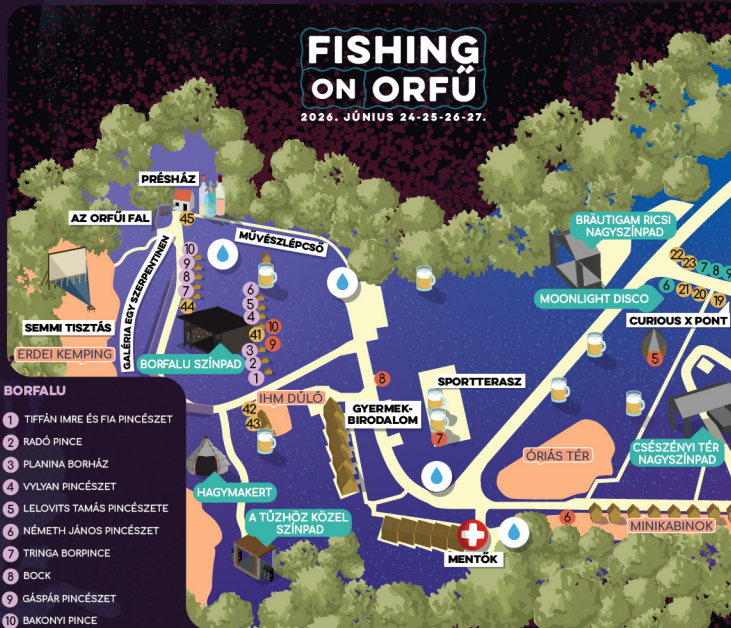 FISHING
ON ORFŰ
2026. JÚNIUS 24-25-26-27.
PRÉSHÁZ
AZ ORFŰI FAL
45
MŰVÉSZLÉPCSŐ
GALÉRIA EGY SZERPENTINEN
10
9
8
7
44
6
5
4
41
10
9
3
2
1
SEMMI TISZTÁS
ERDEI KEMPING
BORFALU SZÍNPAD
BRÄUTIGAM RICSI
NAGYSZÍNPAD
22
23
7
8
9
MOONLIGHT DISCO
6
21
20
19
CURIOUS X PONT
5
IHM DŰLŐ
42
43
8
GYERMEK-
BIRODALOM
SPORTTERASZ
7
ÓRIÁS TÉR
CSÉSZÉNYI TÉR
NAGYSZÍNPAD
HAGYMAKERT
A TŰZHÖZ KÖZEL
SZÍNPAD
MENTŐK
6
MINIKABINOK
BORFALU
1 TIFFÁN IMRE ÉS FIA PINCÉSZET
2 RADÓ PINCE
3 PLANINA BORHÁZ
4 VYLYAN PINCÉSZET
5 LELOVITS TAMÁS PINCÉSZETE
6 NÉMETH JÁNOS PINCÉSZET
7 TRINGA BORPINCE
8 BOCK
9 GÁSPÁR PINCÉSZET
10 BAKONYI PINCE